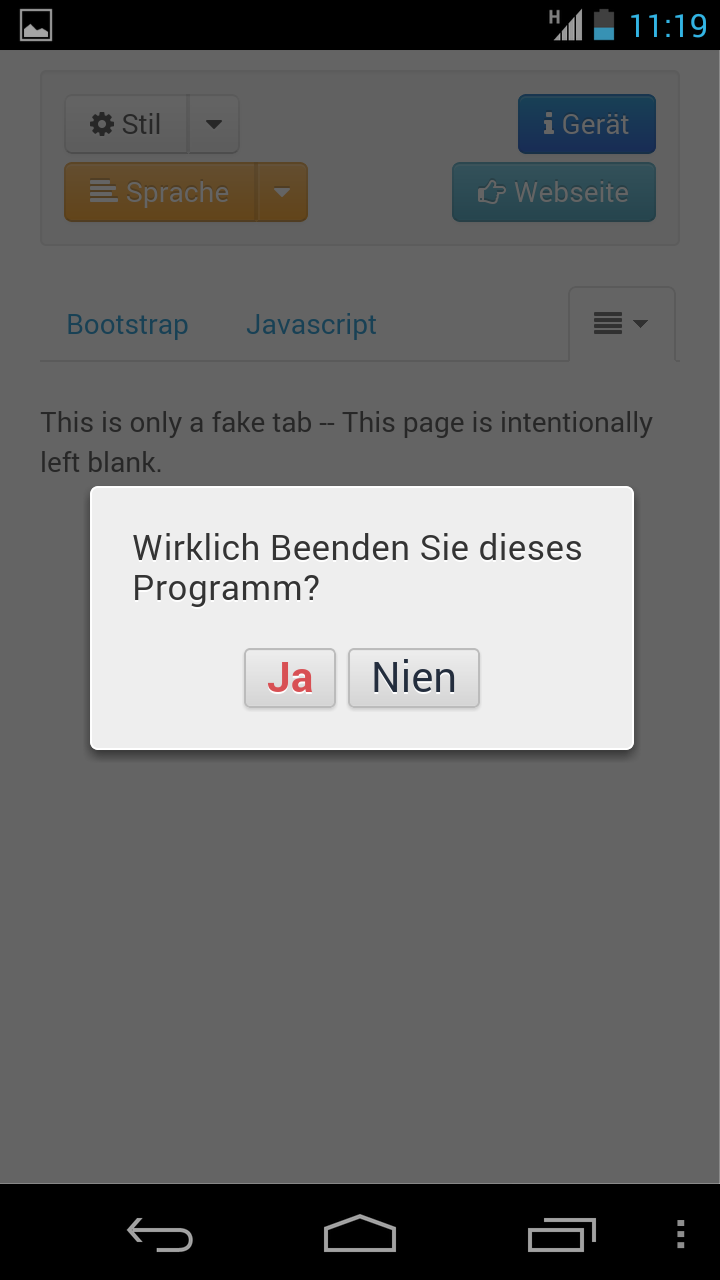 H 11:19
Stil
Gerät
Sprache
Webseite
Bootstrap Javascript
This is only a fake tab -- This page is intentionally
left blank.
Wirklich Beenden Sie dieses
Programm?
Ja Nien